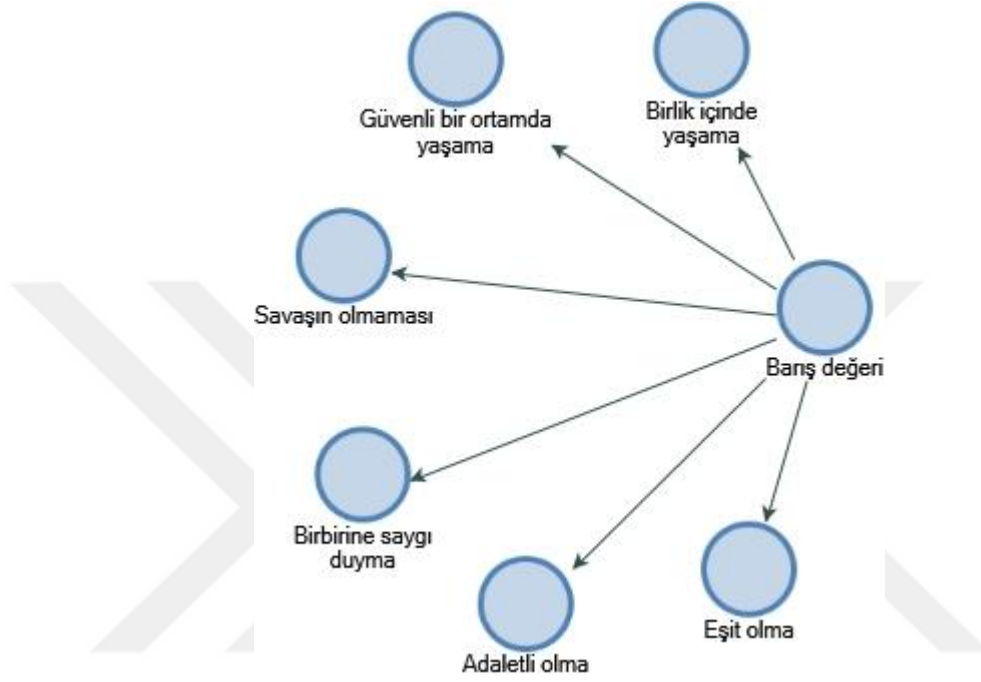 Güvenli bir ortamda
yaşama
Birlik içinde
yaşama
Savaşın olmaması
Barış değeri
Birbirine saygı
duyma
Eşit olma
Adaletli olma